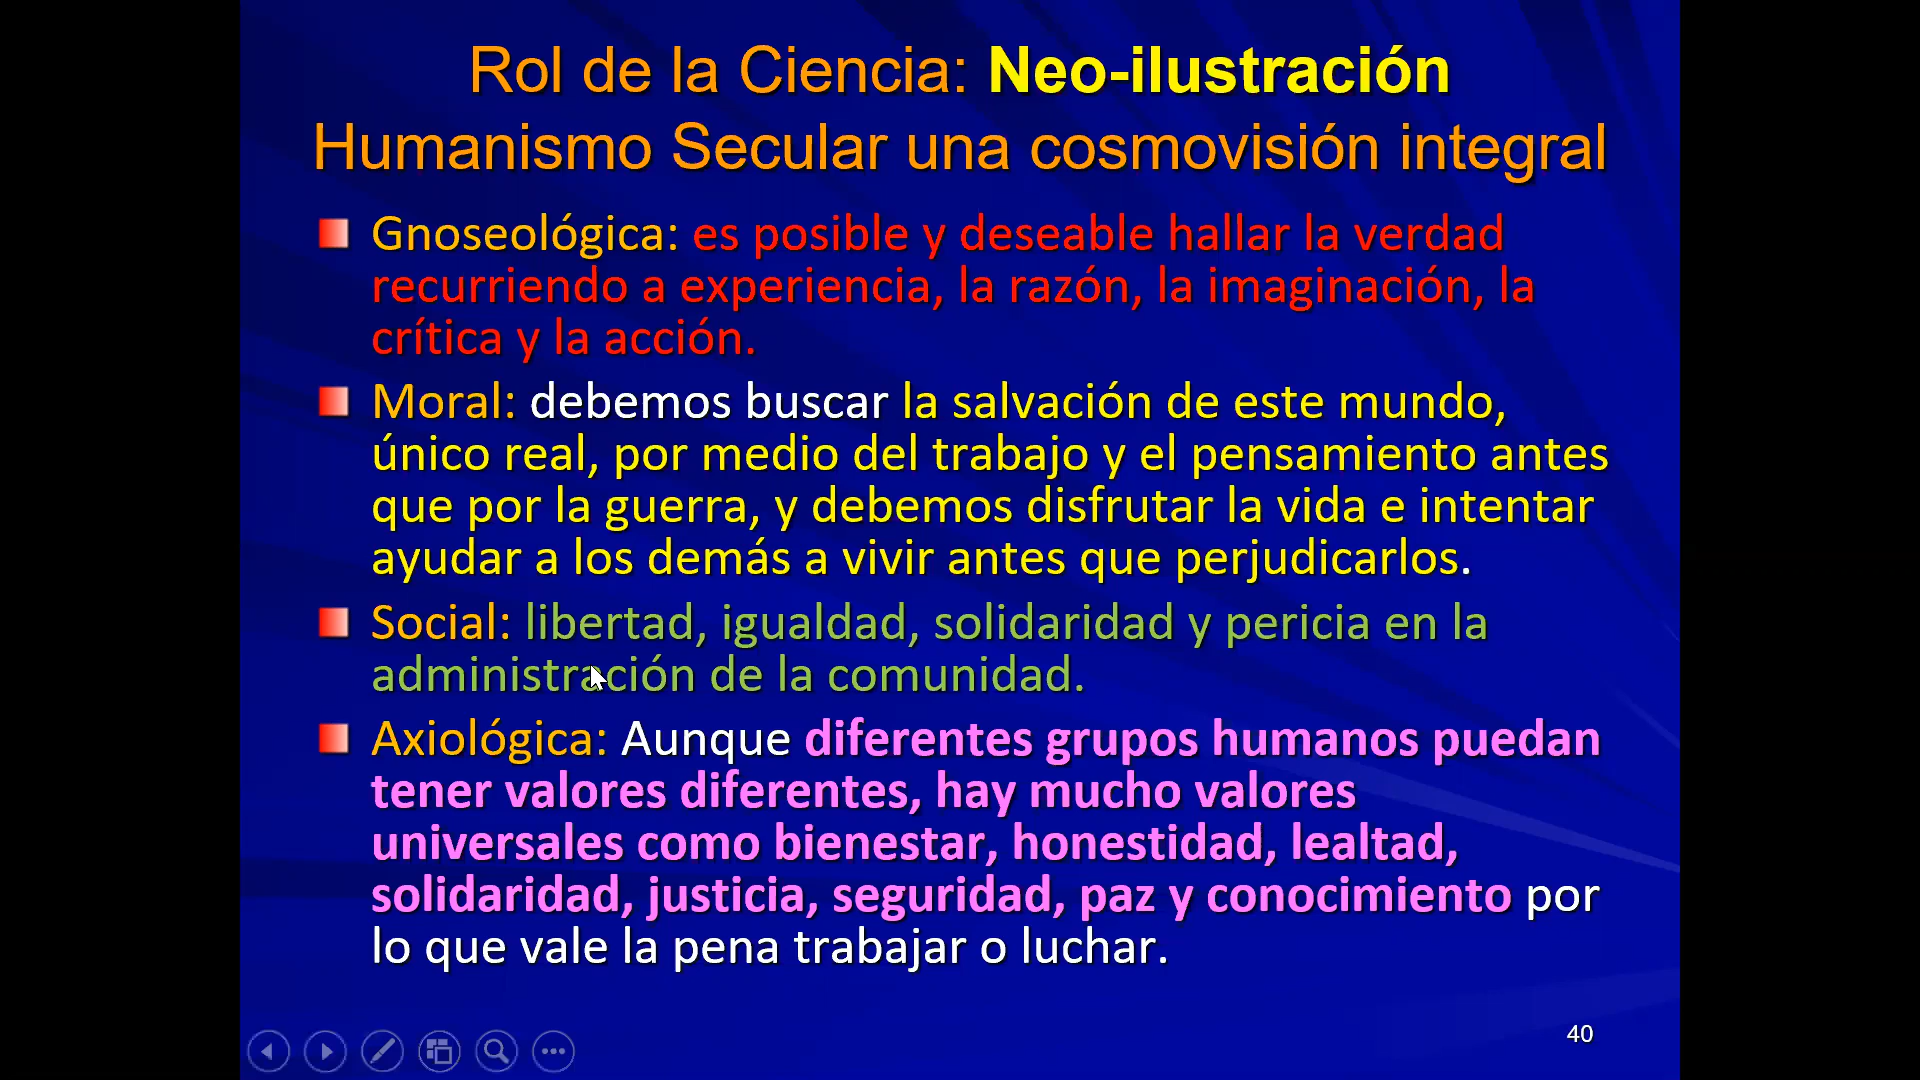 Rol de la Ciencia: Neo-ilustración
Humanismo Secular una cosmovisión integral
Gnoseológica: es posible y deseable hallar la verdad
recurriendo a experiencia, la razón, la imaginación, la
crítica y la acción.
Moral: debemos buscar la salvación de este mundo,
único real, por medio del trabajo y el pensamiento antes
que por la guerra, y debemos disfrutar la vida e intentar
ayudar a los demás a vivir antes que perjudicarlos.
Social: libertad, igualdad, solidaridad y pericia en la
administración de la comunidad.
Axiológica: Aunque diferentes grupos humanos puedan
tener valores diferentes, hay mucho valores
universales como bienestar, honestidad, lealtad,
solidaridad, justicia, seguridad, paz y conocimiento por
lo que vale la pena trabajar o luchar.
40